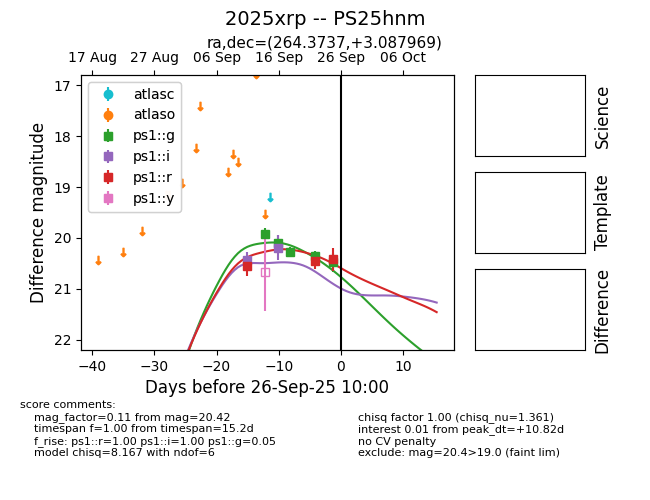 2025xrp -- PS25hnm
ra,dec=(264.3737,+3.087969)
17 Aug 27 Aug 06 Sep 16 Sep 26 Sep 06 Oct
17
18
19
20
21
22
Difference magnitude
atlasc
atlaso
ps1::g
ps1::i
ps1::r
ps1::y
−40 −30 −20 −10 0 10
Days before 26-Sep-25 10:00
Science
Template
Difference
score comments:
mag_factor=0.11 from mag=20.42
timespan f=1.00 from timespan=15.2d
f_rise: ps1::r=1.00 ps1::i=1.00 ps1::g=0.05
model chisq=8.167 with ndof=6
chisq factor 1.00 (chisq_nu=1.361)
interest 0.01 from peak_dt=+10.82d
no CV penalty
exclude: mag=20.4>19.0 (faint lim)